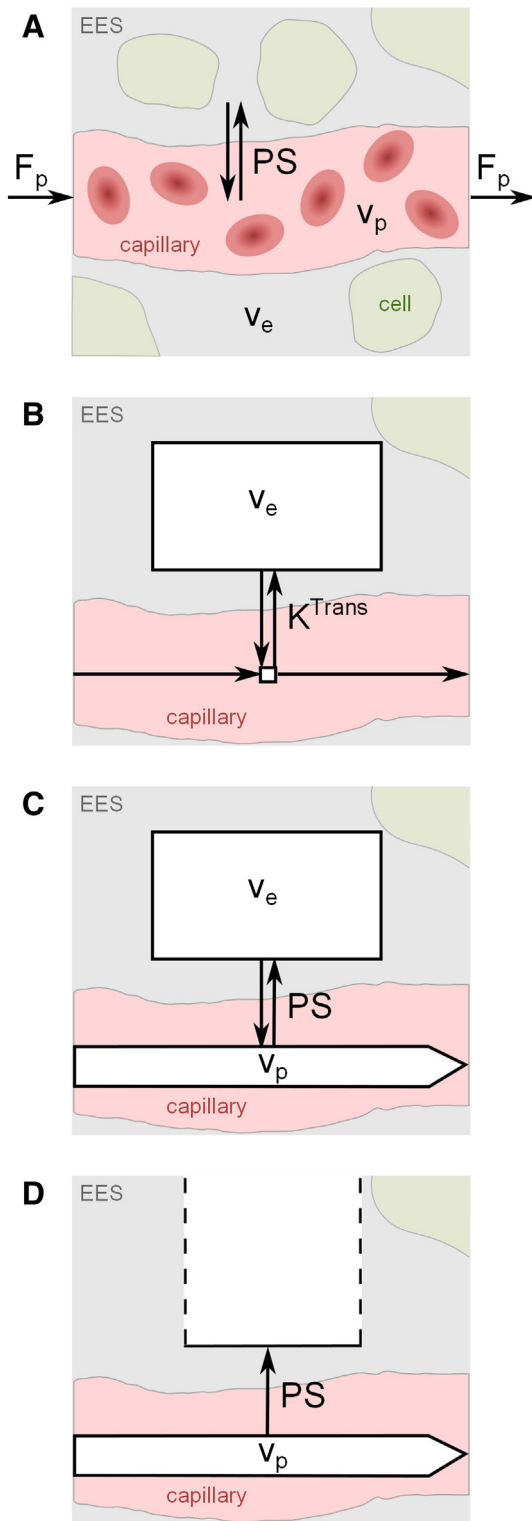 A
EES
F_p
PS
F_p
v_p
capillary
v_e
cell
B
EES
v_e
K^Trans
capillary
C
EES
v_e
PS
v_p
capillary
D
EES
PS
v_p
capillary